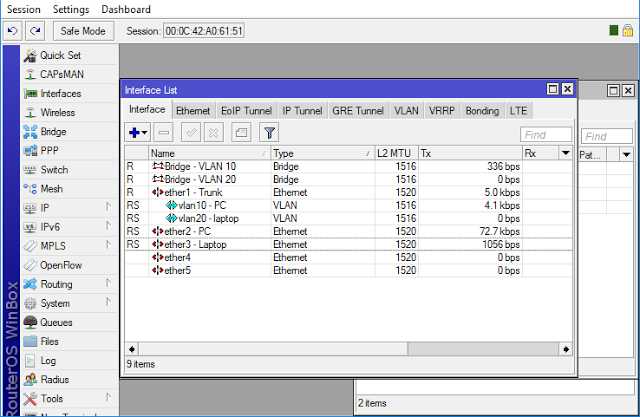 Session Settings Dashboard
Safe Mode Session: 00:0C:42:A0:61:51
RouterOS WinBox
Quick Set
CAPsMAN
Interfaces
Wireless
Bridge
PPP
Switch
Mesh
IP
IPv6
MPLS
OpenFlow
Routing
System
Queues
Files
Log
Radius
Tools
Interface List
Interface Ethernet EoIP Tunnel IP Tunnel GRE Tunnel VLAN VRRP Bonding LTE
Find
Name Type L2 MTU Tx Rx
R Bridge - VLAN 10 Bridge 1516 336 bps
R Bridge - VLAN 20 Bridge 1516 0 bps
R ether1 - Trunk Ethernet 1520 5.0 kbps
RS vlan10 - PC VLAN 1516 4.1 kbps
RS vlan20 - laptop VLAN 1516 0 bps
RS ether2 - PC Ethernet 1520 72.7 kbps
RS ether3 - Laptop Ethernet 1520 1056 bps
ether4 Ethernet 1520 0 bps
ether5 Ethernet 1520 0 bps
9 items
Find
Pat...
2 items